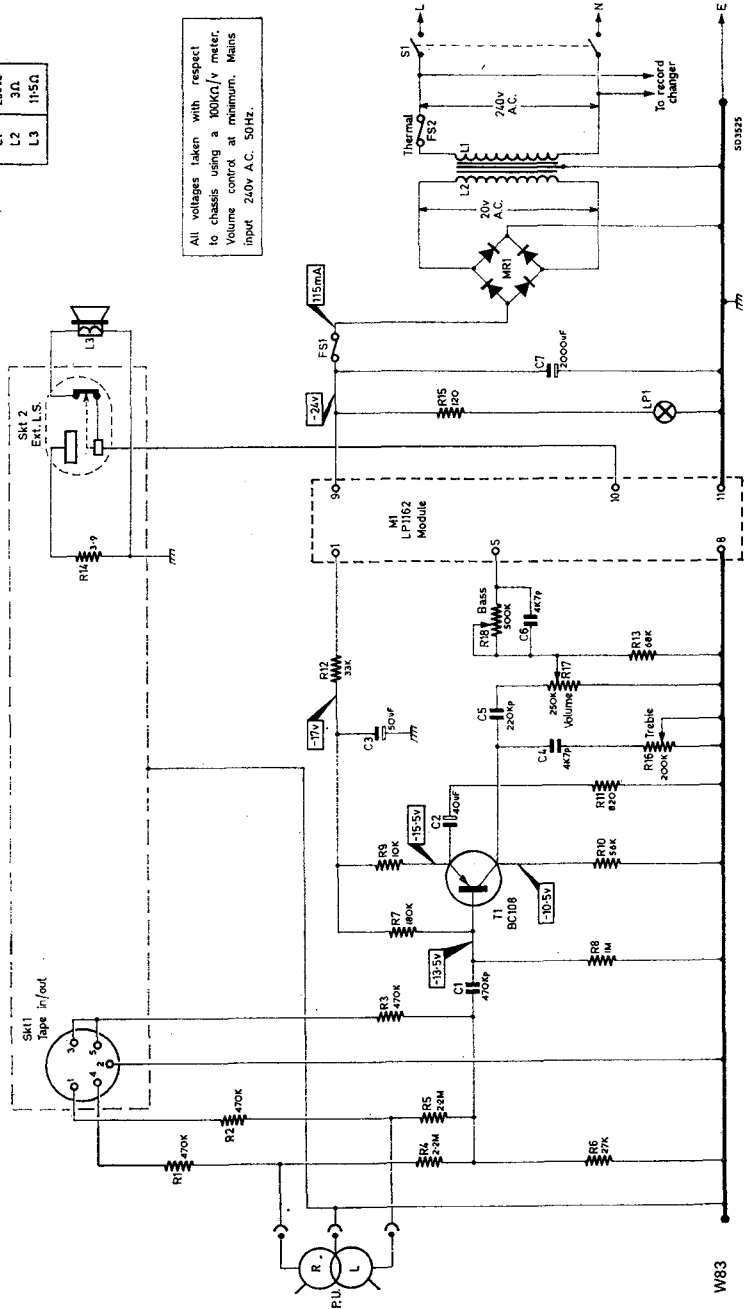 L2 3Ω
L3 11·5Ω
All voltages taken with respect
to chassis using a 100KΩ/v meter.
Volume control at minimum. Mains
input 240v A.C. 50Hz.
Skt1
Tape in/out
1
4
2
5
3
Skt 2
Ext. L.S.
R14
3·9
L3
R1
470K
R2
470K
R3
470K
R4
2·2M
R5
2·2M
R6
27K
P.U.
R
L
C1
470Kp
-13·5v
R7
180K
R8
1M
R9
10K
-15·5v
T1
BC108
-10·5v
R10
56K
C2
40uF
R11
820
C3
50uF
-17v
R12
33K
C4
4K7p
R16
Treble
200K
C5
220Kp
250K
R17
Volume
R18
Bass
500K
C6
4K7p
R13
68K
1
5
8
M1
LP1162
Module
9
10
11
-24v
R15
120
LP1
C7
2000uF
FS1
115mA
MR1
20v
A.C.
L2
L1
Thermal
FS2
240v
A.C.
S1
To record
changer
L
N
E
SD3525
W83